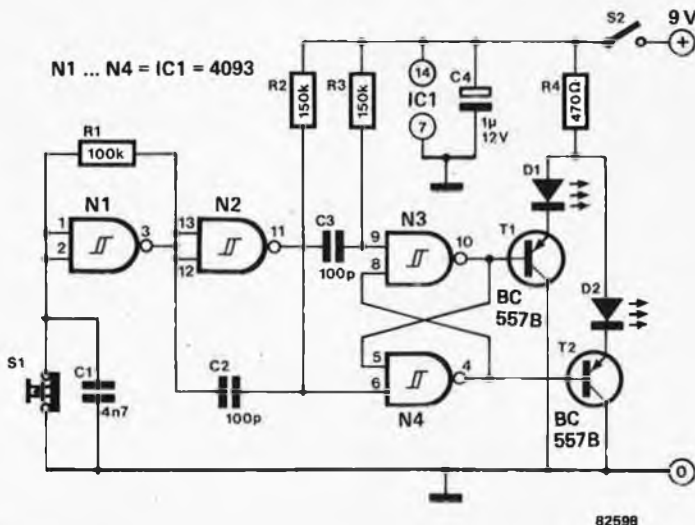 S2
9V
+
N1 ... N4 = IC1 = 4093
R2
150k
R3
150k
14
IC1
7
C4
1µ
12V
R4
470Ω
R1
100k
D1
N1
1
2
3
N2
13
12
11
C3
100p
N3
9
8
10
T1
BC
557B
D2
S1
C1
4n7
C2
100p
5
6
4
N4
T2
BC
557B
0
82598